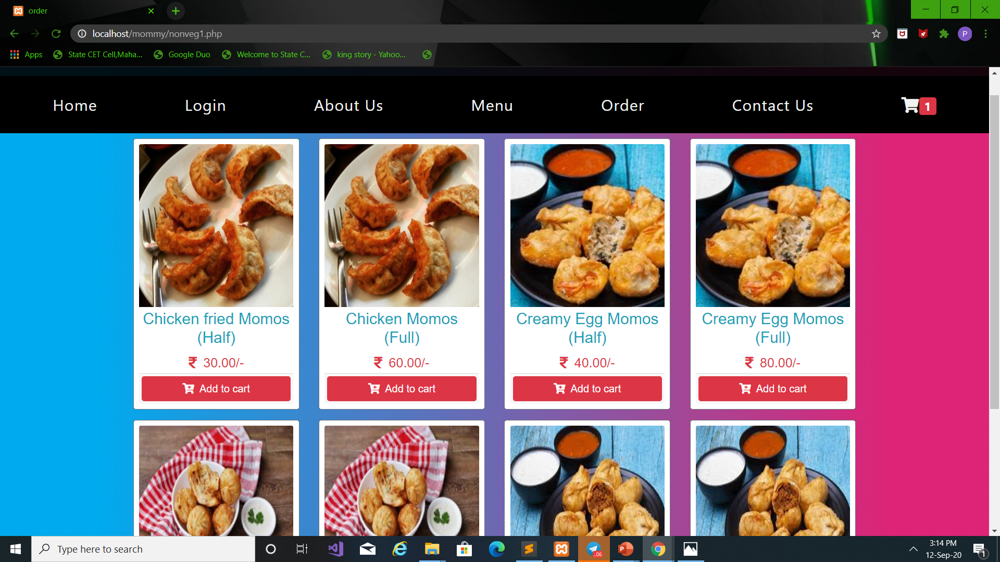 order
localhost/mommy/nonveg1.php
P
Apps State CET Cell,Maha... Google Duo Welcome to State C... king story - Yahoo...
Home Login About Us Menu Order Contact Us 1
Chicken fried Momos
(Half)
₹ 30.00/-
Add to cart
Chicken Momos
(Full)
₹ 60.00/-
Add to cart
Creamy Egg Momos
(Half)
₹ 40.00/-
Add to cart
Creamy Egg Momos
(Full)
₹ 80.00/-
Add to cart
Type here to search
..06
P
3:14 PM
12-Sep-20
1